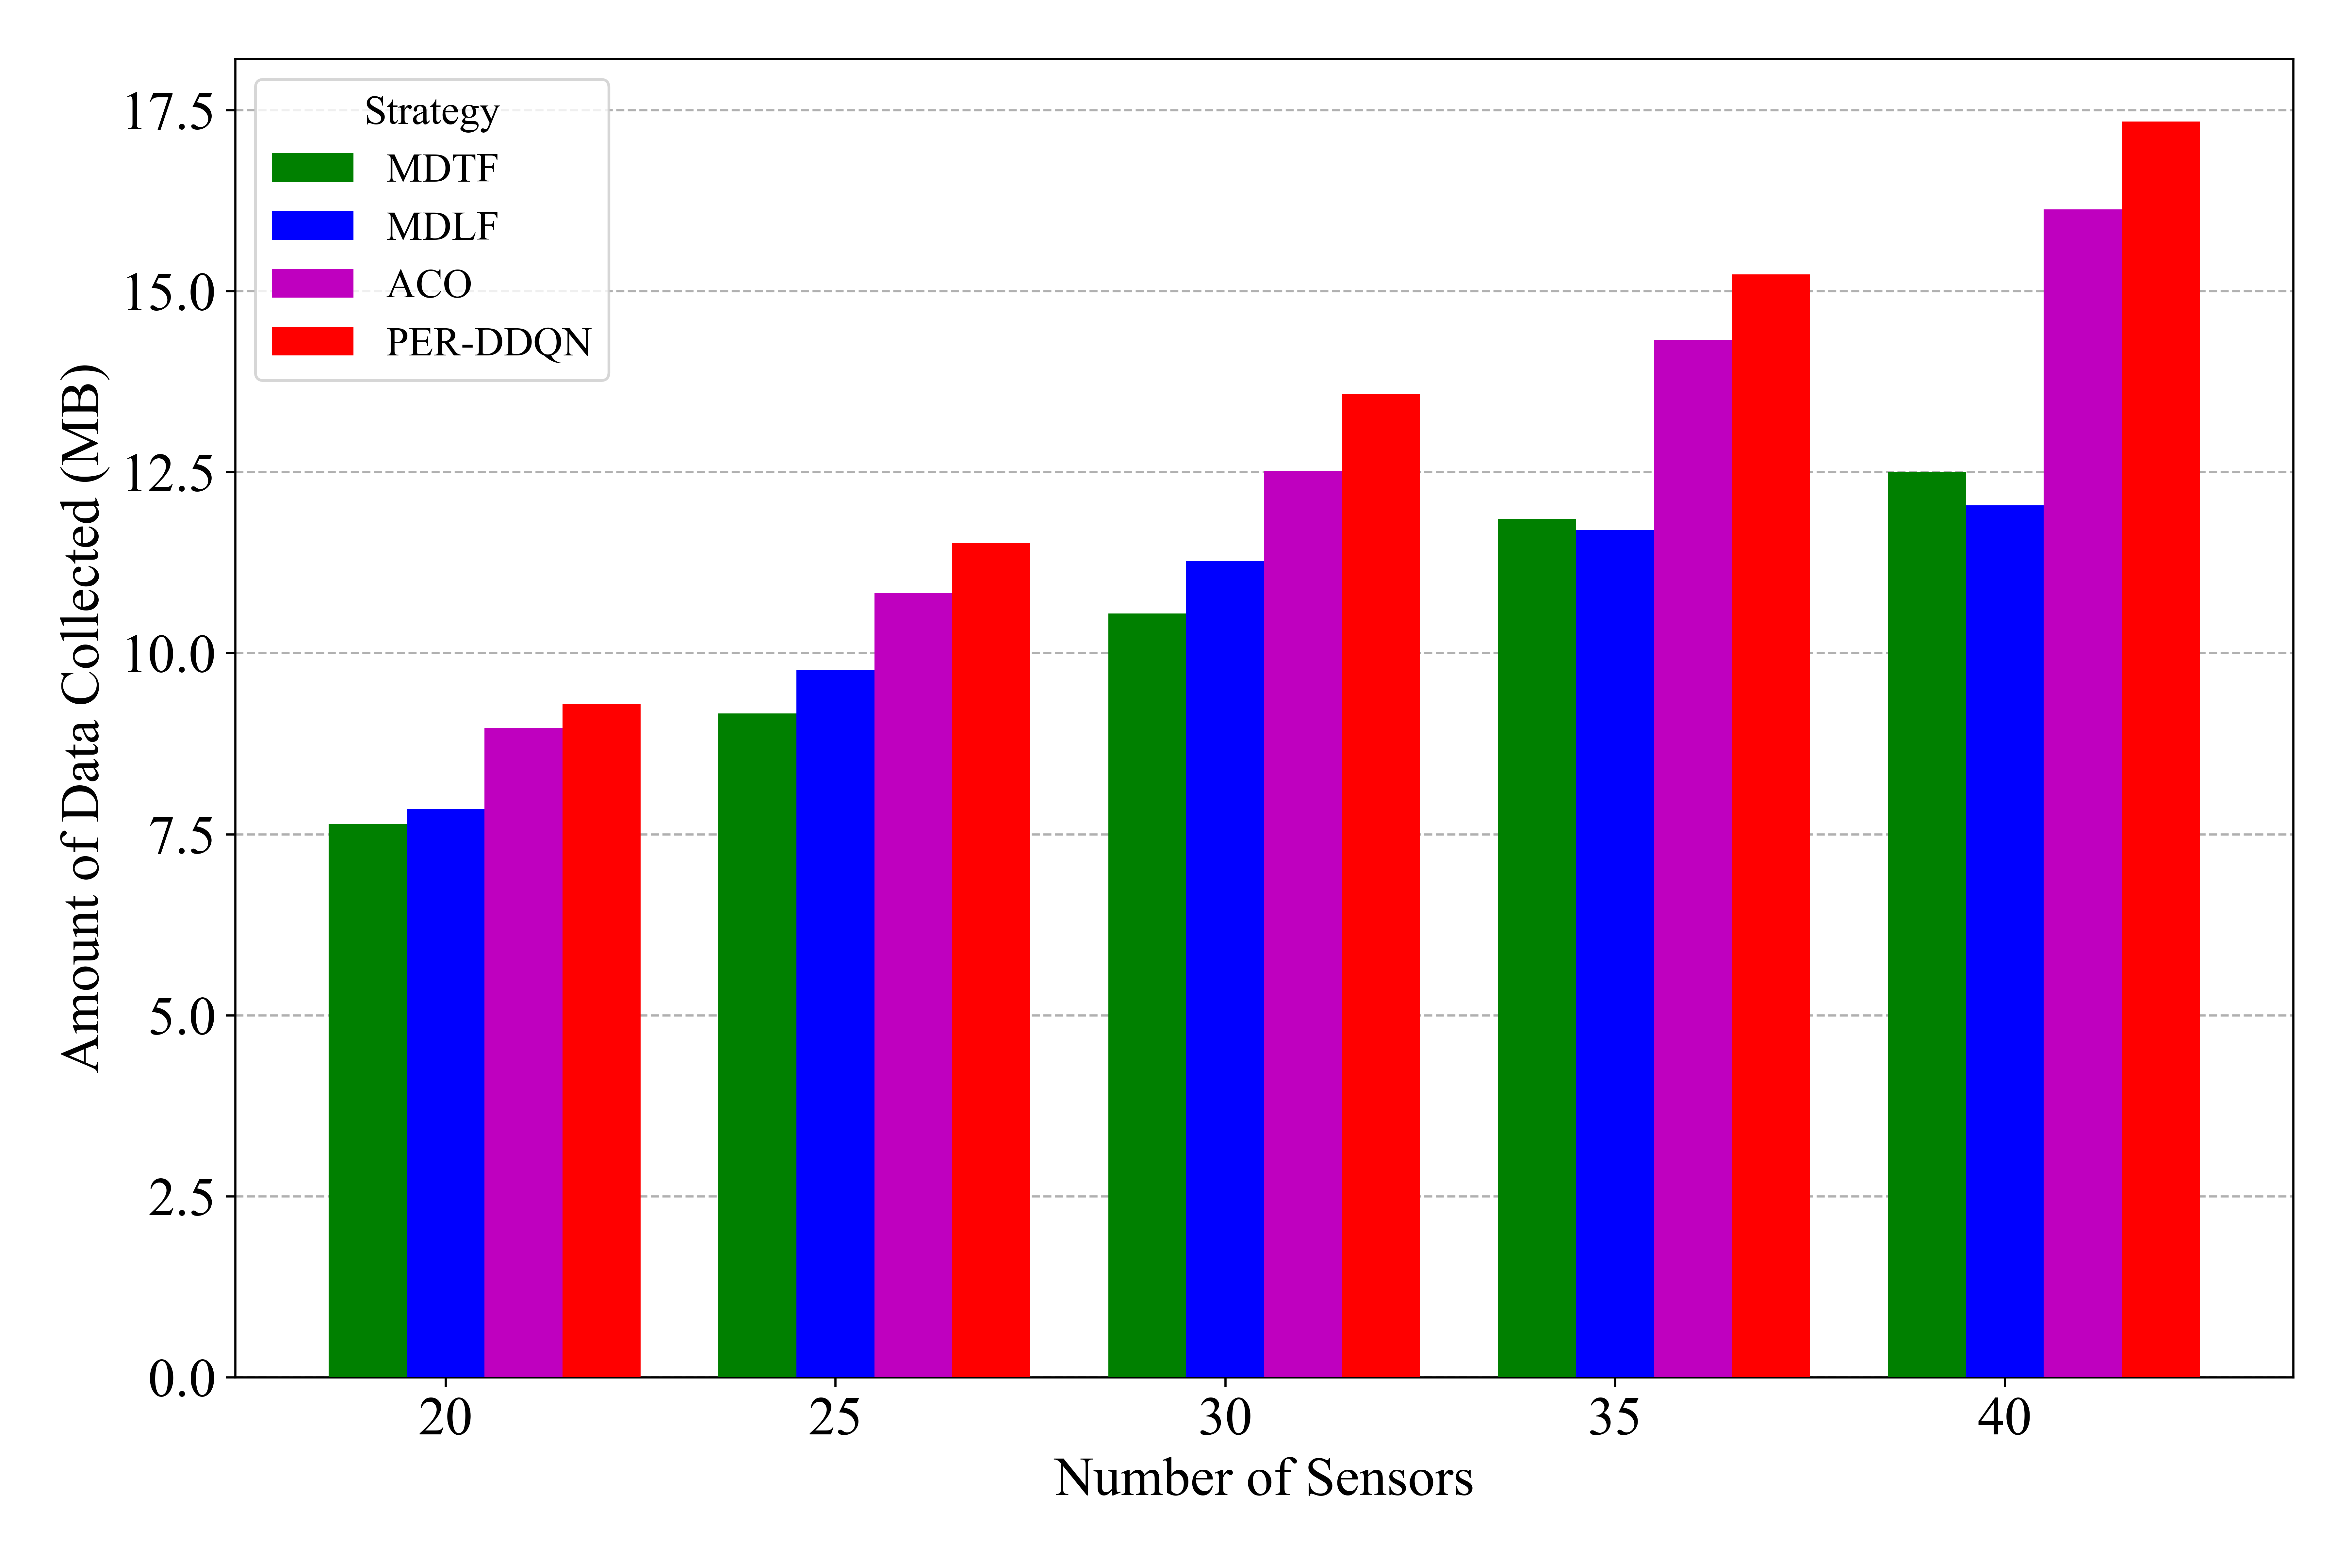 Strategy
MDTF
MDLF
ACO
PER-DDQN
Amount of Data Collected (MB)
17.5
15.0
12.5
10.0
7.5
5.0
2.5
0.0
20 25 30 35 40
Number of Sensors